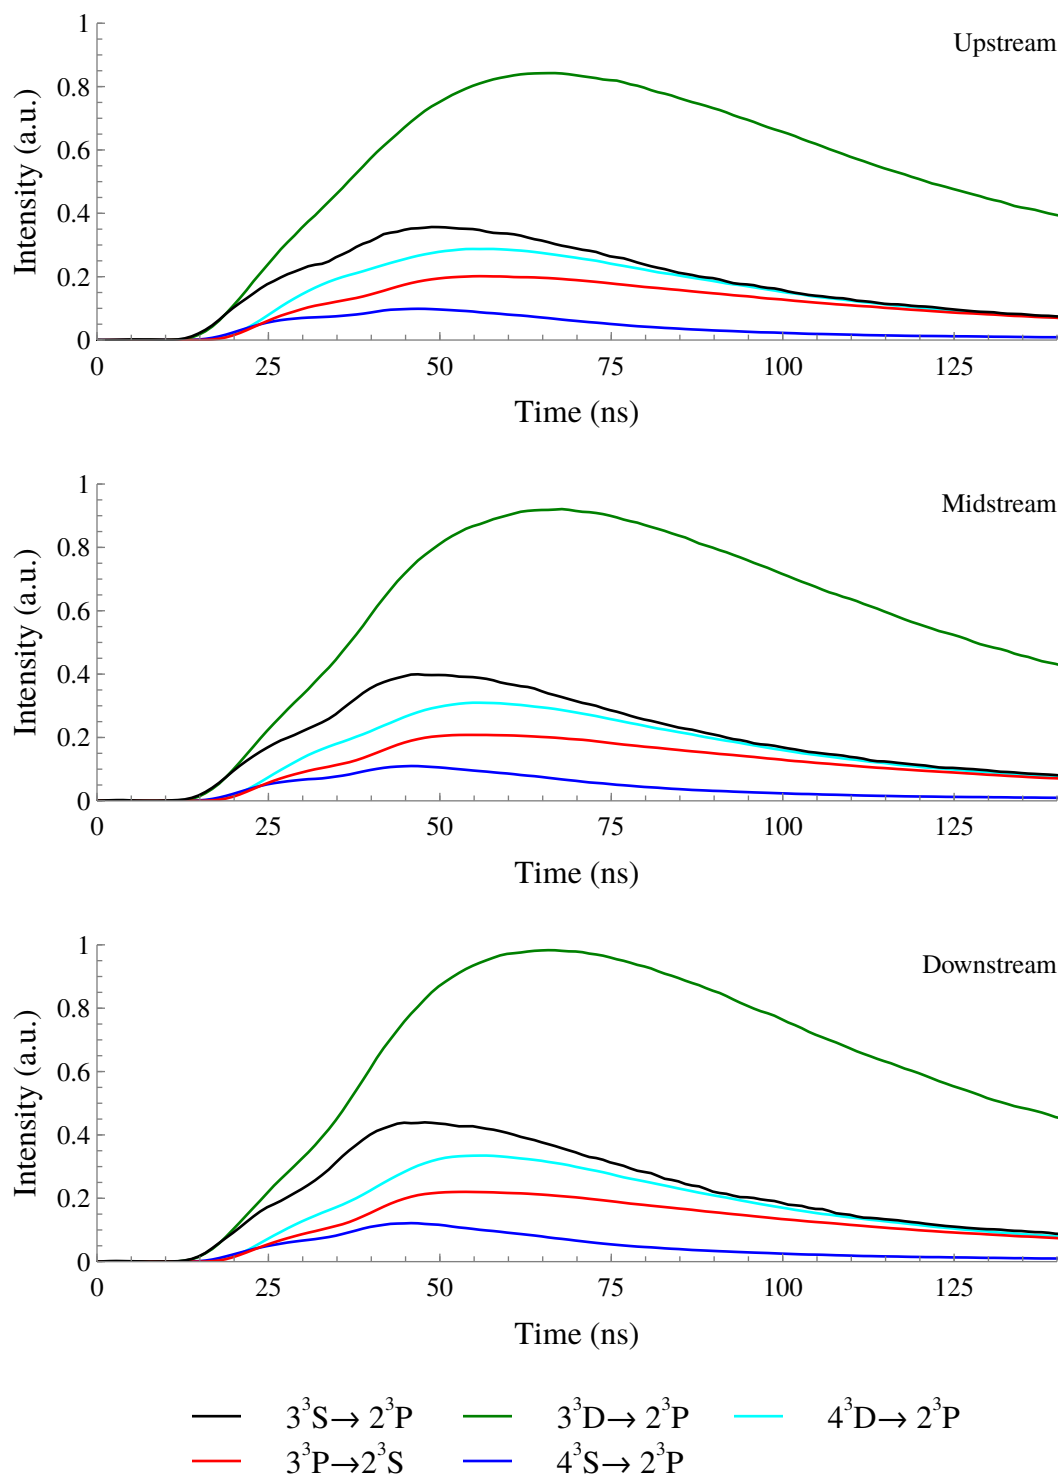 1
Upstream
0.8
0.6
0.4
0.2
0
Intensity (a.u.)
0 25 50 75 100 125
Time (ns)
1
Midstream
0.8
0.6
0.4
0.2
0
Intensity (a.u.)
0 25 50 75 100 125
Time (ns)
1
Downstream
0.8
0.6
0.4
0.2
0
Intensity (a.u.)
0 25 50 75 100 125
Time (ns)
3³S→ 2³P 3³D→ 2³P 4³D→ 2³P
3³P→2³S 4³S→ 2³P